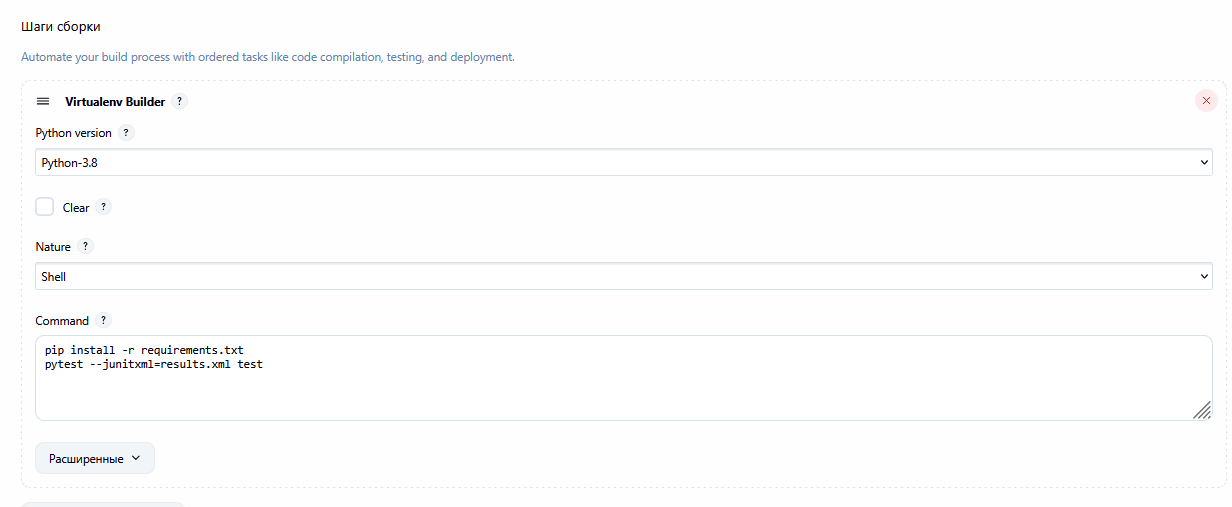 Шаги сборки
Automate your build process with ordered tasks like code compilation, testing, and deployment.
Virtualenv Builder ?
Python version ?
Python-3.8
Clear ?
Nature ?
Shell
Command ?
pip install -r requirements.txt
pytest --junitxml=results.xml test
Расширенные